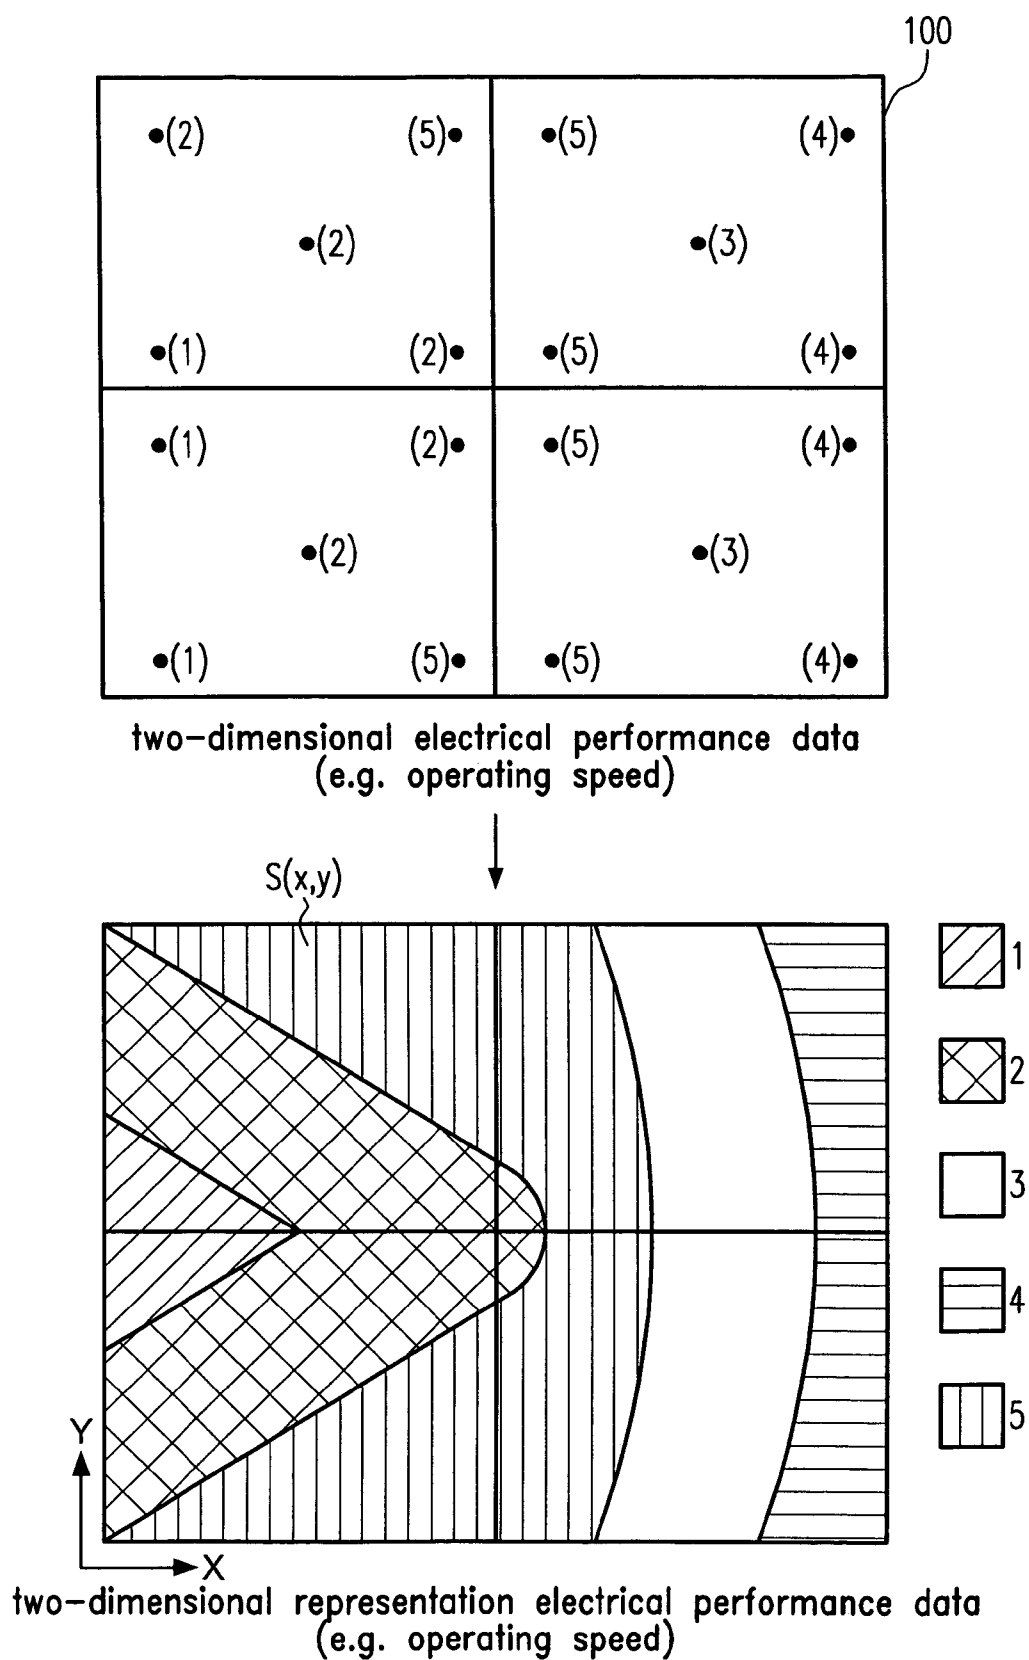 100
(2) (5) (5) (4)
(2) (3)
(1) (2) (5) (4)
(1) (2) (5) (4)
(2) (3)
(1) (5) (5) (4)
two-dimensional electrical performance data
(e.g. operating speed)
S(x,y)
1
2
3
4
5
Y
X
two-dimensional representation electrical performance data
(e.g. operating speed)